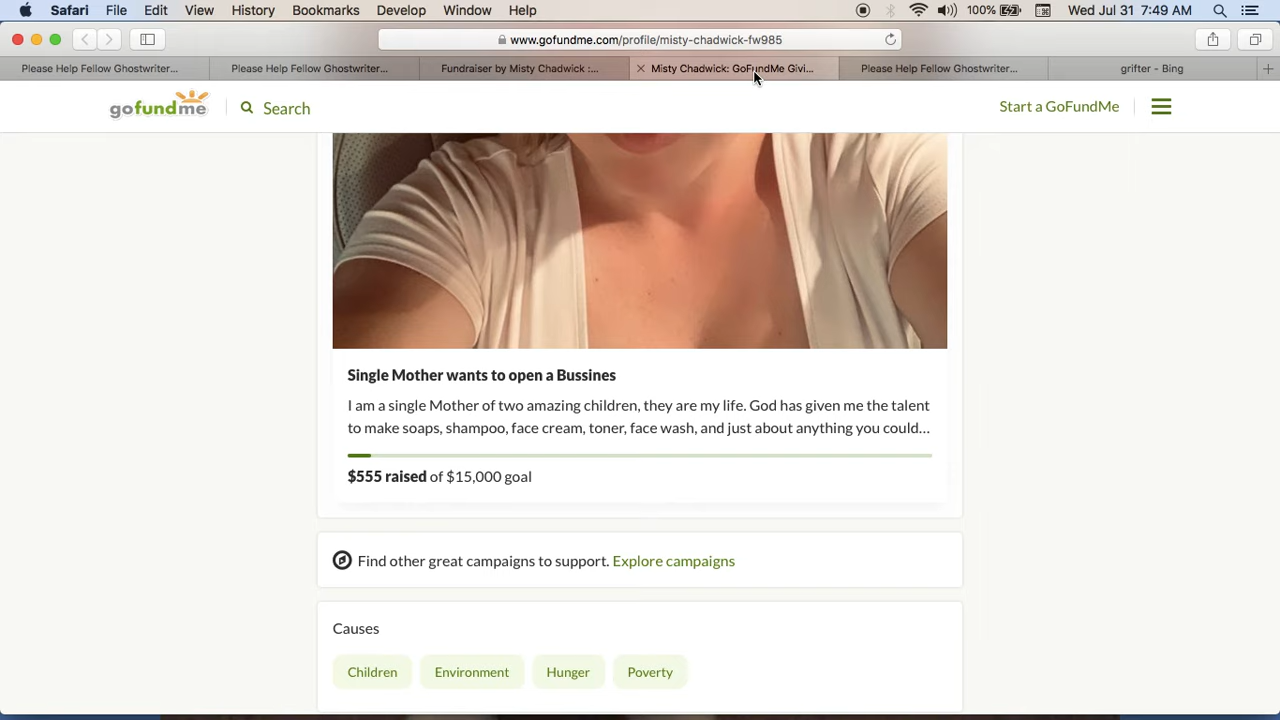 Safari File Edit View History Bookmarks Develop Window Help 100% Wed Jul 31 7:49 AM
www.gofundme.com/profile/misty-chadwick-fw985
Please Help Fellow Ghostwriter... Please Help Fellow Ghostwriter... Fundraiser by Misty Chadwick :... Misty Chadwick: GoFundMe Givi... Please Help Fellow Ghostwriter... grifter - Bing
gofundme Search Start a GoFundMe
Single Mother wants to open a Bussines
I am a single Mother of two amazing children, they are my life. God has given me the talent
to make soaps, shampoo, face cream, toner, face wash, and just about anything you could...
$555 raised of $15,000 goal
Find other great campaigns to support. Explore campaigns
Causes
Children Environment Hunger Poverty